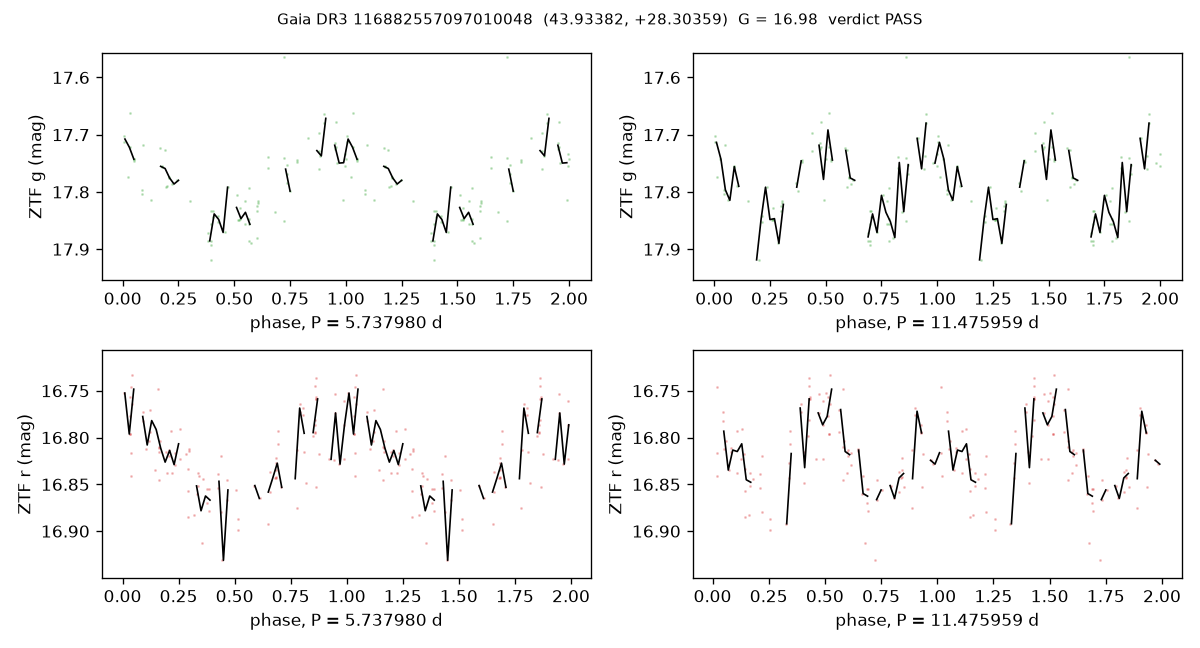 Gaia DR3 116882557097010048  (43.93382, +28.30359)  G = 16.98  verdict PASS
ZTF g (mag)
17.6
17.7
17.8
17.9
0.00 0.25 0.50 0.75 1.00 1.25 1.50 1.75 2.00
phase, P = 5.737980 d
ZTF g (mag)
17.6
17.7
17.8
17.9
0.00 0.25 0.50 0.75 1.00 1.25 1.50 1.75 2.00
phase, P = 11.475959 d
ZTF r (mag)
16.75
16.80
16.85
16.90
0.00 0.25 0.50 0.75 1.00 1.25 1.50 1.75 2.00
phase, P = 5.737980 d
ZTF r (mag)
16.75
16.80
16.85
16.90
0.00 0.25 0.50 0.75 1.00 1.25 1.50 1.75 2.00
phase, P = 11.475959 d